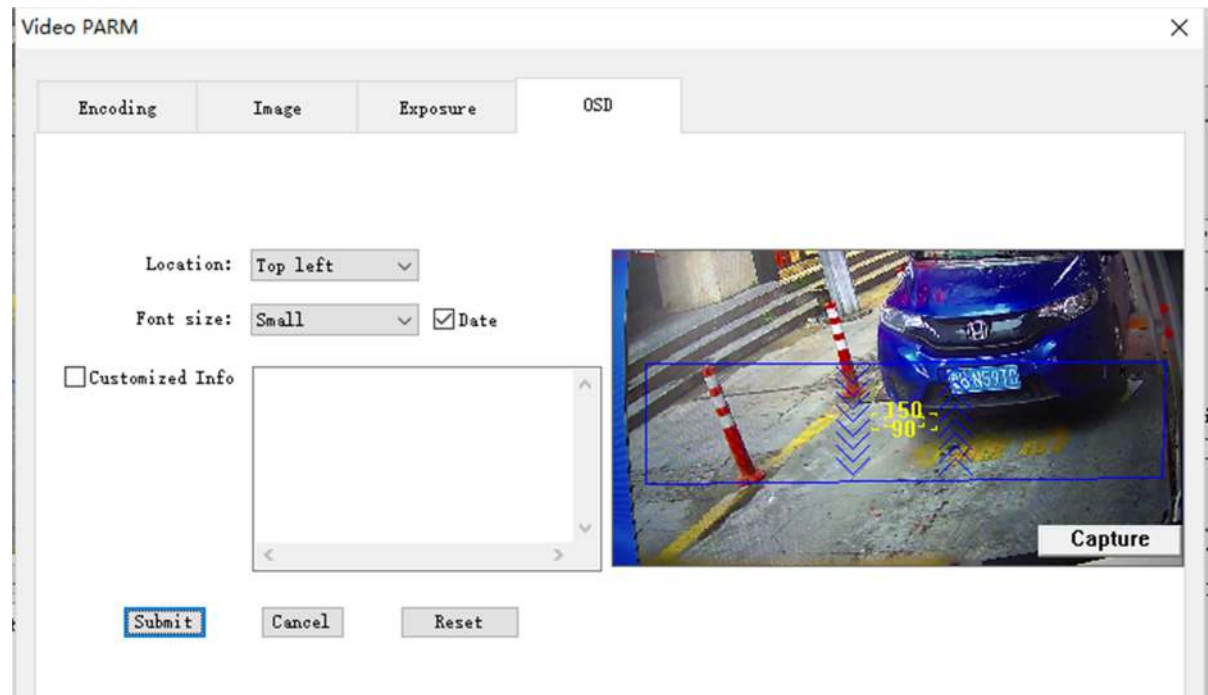 Video PARM
Encoding Image Exposure OSD
Location: Top left
Font size: Small Date
Customized Info
150
90
Capture
Submit Cancel Reset